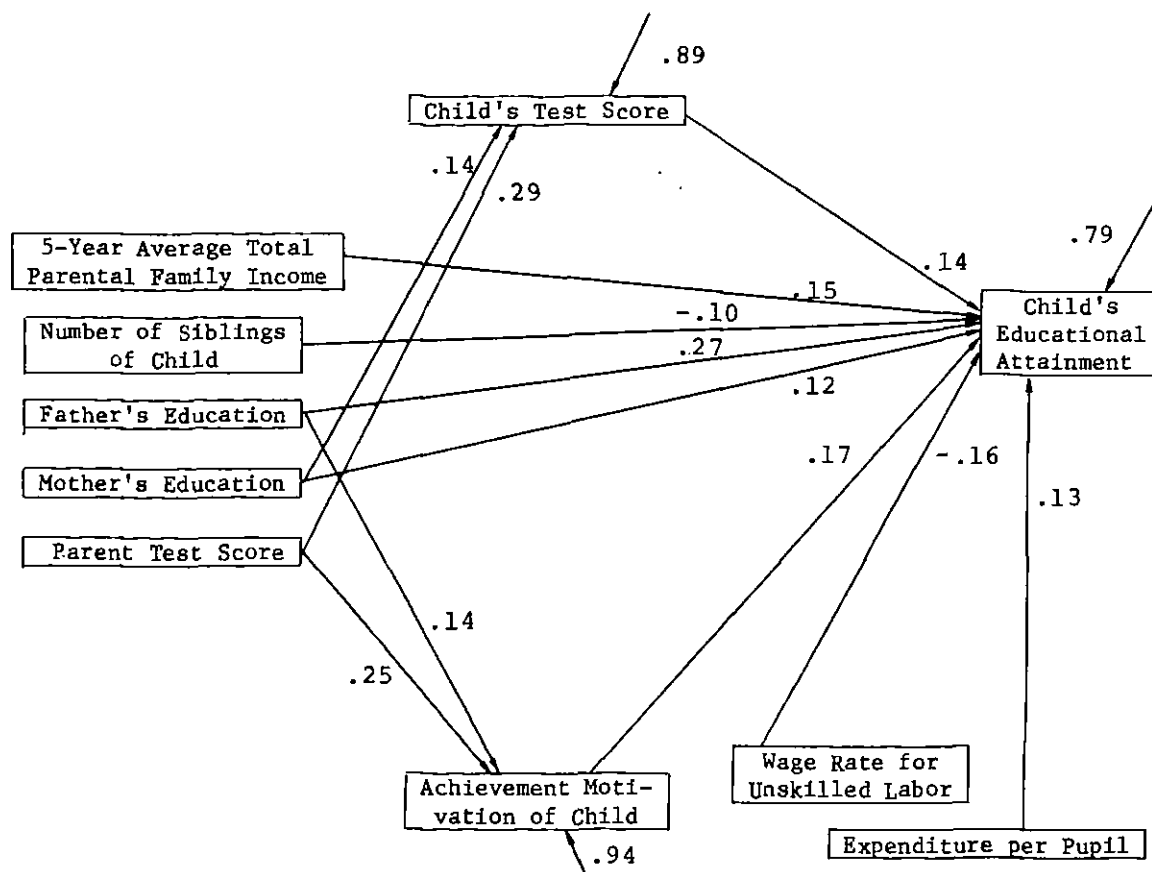 .89
Child's Test Score
.14
.29
5-Year Average Total
Parental Family Income
.79
.14
.15
Child's
Educational
Attainment
-.10
Number of Siblings
of Child
.27
.12
Father's Education
.17
-.16
Mother's Education
.13
Parent Test Score
.14
.25
Wage Rate for
Unskilled Labor
Achievement Moti-
vation of Child
Expenditure per Pupil
.94